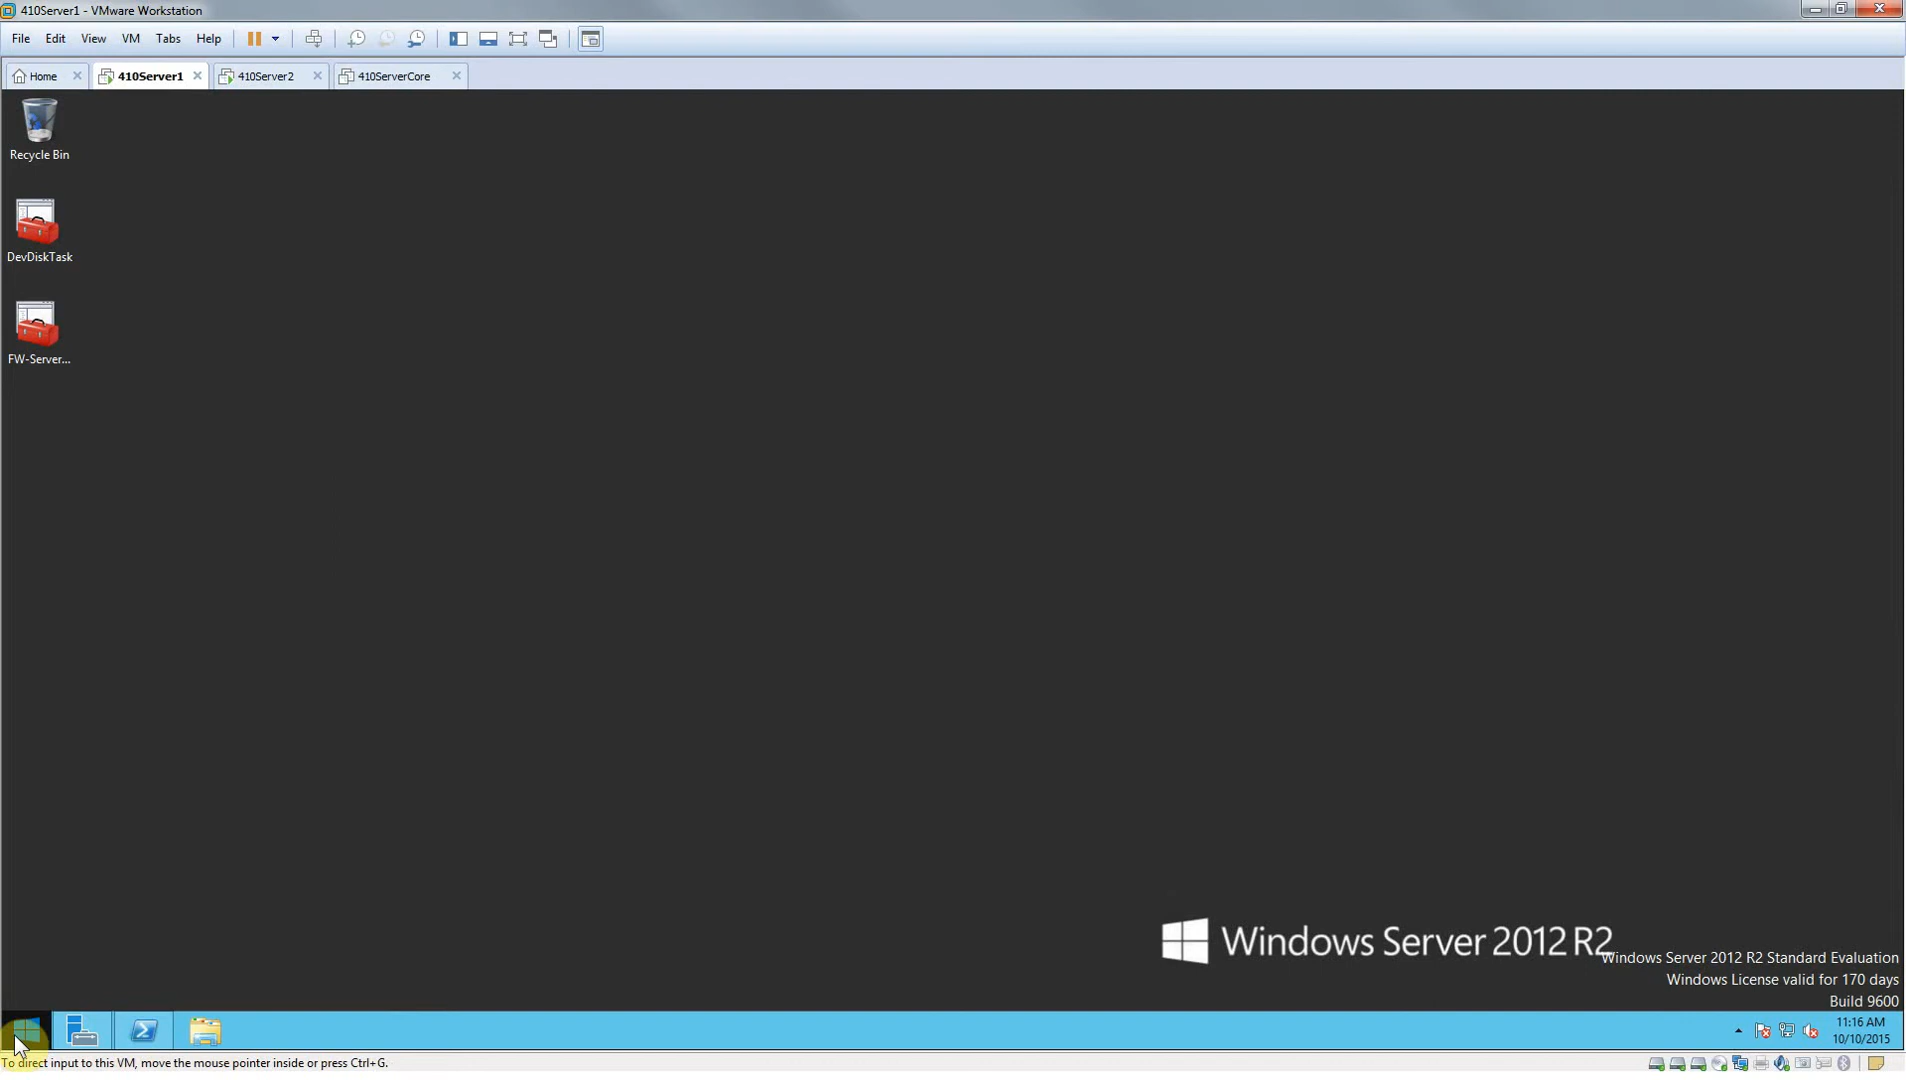 410Server1 - VMware Workstation
File Edit View VM Tabs Help
Home 410Server1 410Server2 410ServerCore
Recycle Bin
DevDiskTask
FW-Server...
Windows Server 2012 R2
Windows Server 2012 R2 Standard Evaluation
Windows License valid for 170 days
Build 9600
11:16 AM
10/10/2015
To direct input to this VM, move the mouse pointer inside or press Ctrl+G.